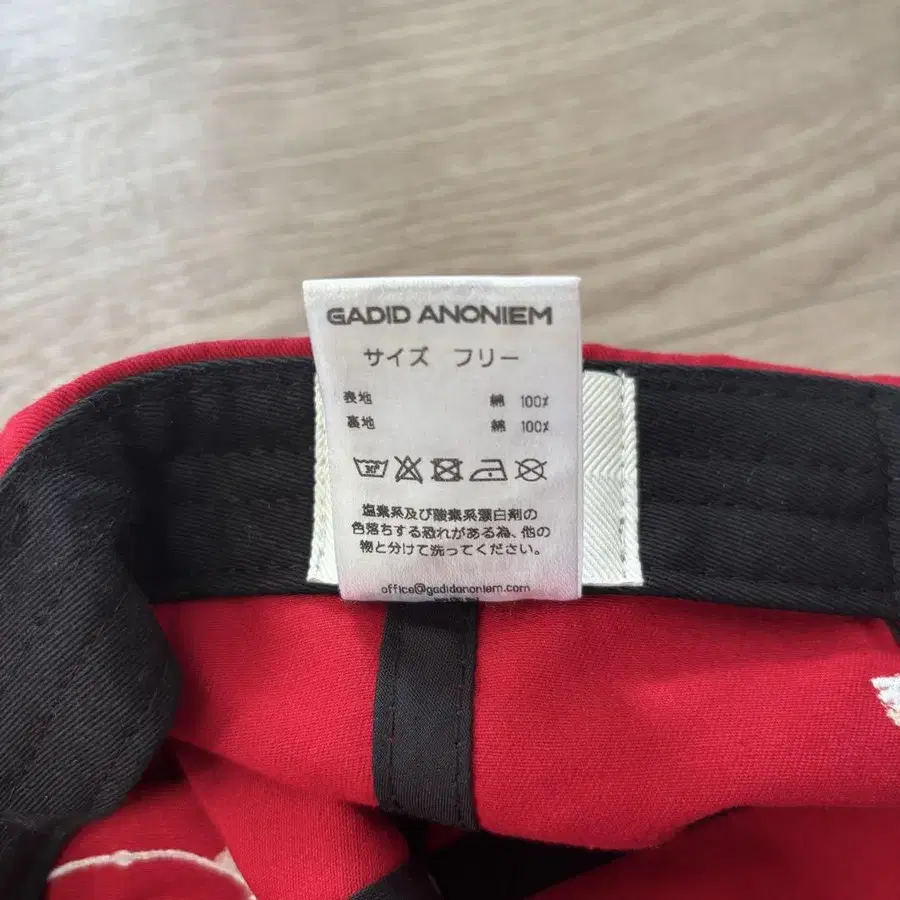 GADID ANONIEM
サイズ フリー
表地 綿 100%
裏地 綿 100%
30
塩素系及び酸素系漂白剤の
色落ちする恐れがある為、他の
物と分けて洗ってください。
office@gadidanoniem.com